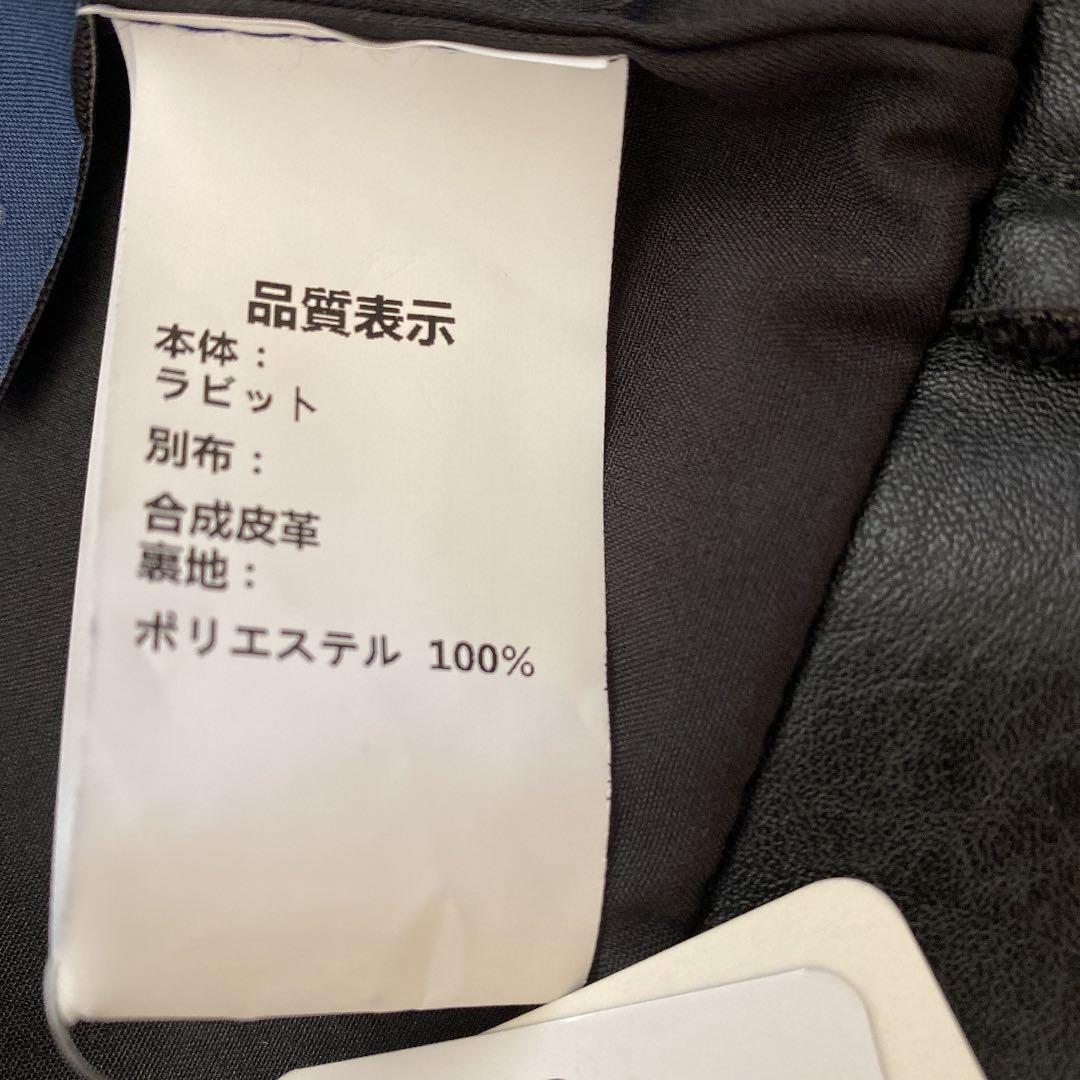 品質表示
本体：
ラビット
別布：
合成皮革
裏地：
ポリエステル 100%